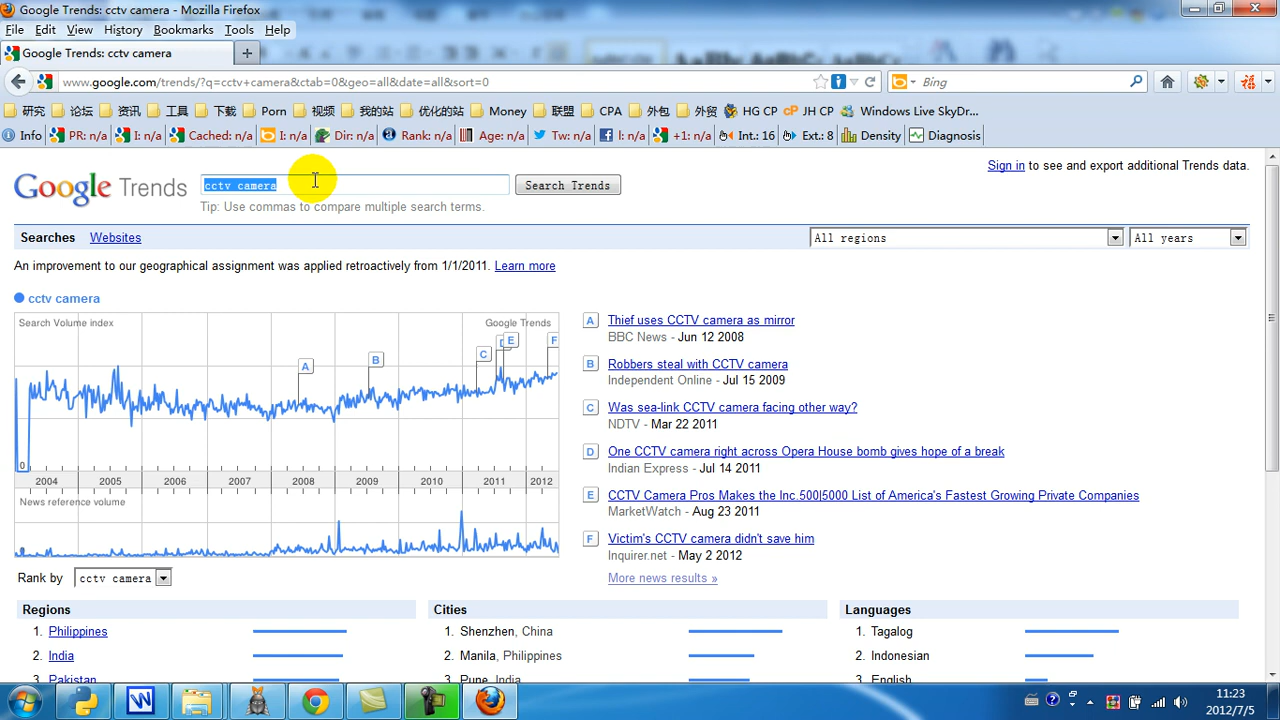 Google Trends: cctv camera - Mozilla Firefox
File Edit View History Bookmarks Tools Help
Google Trends: cctv camera +
www.google.com/trends/?q=cctv+camera&ctab=0&geo=all&date=all&sort=0 Bing
研究 论坛 资讯 工具 下载 Porn 视频 我的站 优化的站 Money 联盟 CPA 外包 外贸 HG CP JH CP Windows Live SkyDr...
Info PR: n/a I: n/a Cached: n/a I: n/a Dir: n/a Rank: n/a Age: n/a Tw: n/a l: n/a +1: n/a Int.: 16 Ext.: 8 Density Diagnosis
Sign in to see and export additional Trends data.
Google Trends cctv camera Search Trends
Tip: Use commas to compare multiple search terms.
Searches Websites All regions All years
An improvement to our geographical assignment was applied retroactively from 1/1/2011. Learn more
cctv camera
Search Volume index Google Trends
A B C D E F
0
2004 2005 2006 2007 2008 2009 2010 2011 2012
News reference volume
0
A Thief uses CCTV camera as mirror
BBC News - Jun 12 2008
B Robbers steal with CCTV camera
Independent Online - Jul 15 2009
C Was sea-link CCTV camera facing other way?
NDTV - Mar 22 2011
D One CCTV camera right across Opera House bomb gives hope of a break
Indian Express - Jul 14 2011
E CCTV Camera Pros Makes the Inc.500|5000 List of America's Fastest Growing Private Companies
MarketWatch - Aug 23 2011
F Victim's CCTV camera didn't save him
Inquirer.net - May 2 2012
More news results »
Rank by cctv camera
Regions Cities Languages
1. Philippines 1. Shenzhen, China 1. Tagalog
2. India 2. Manila, Philippines 2. Indonesian
3. Pakistan 3. Pune, India 3. English
11:23
2012/7/5